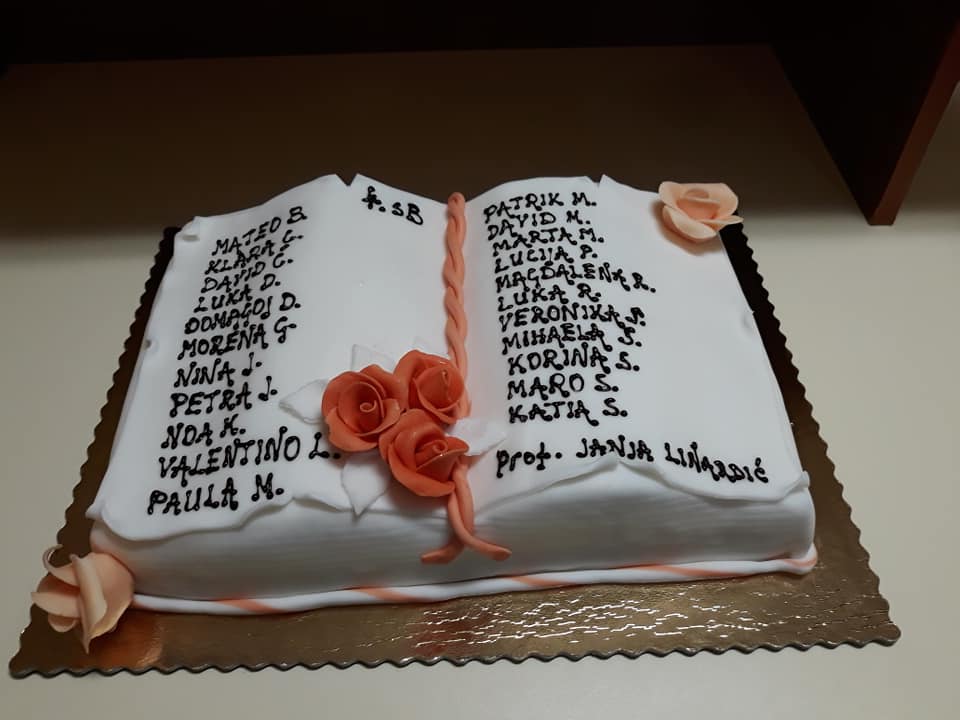 MATEO B.
KLARA Č.
DAVID Č.
LUKA D.
DOMAGOJ D.
MORENA G.
NINA J.
PETRA J.
NOA K.
VALENTINO L.
PAULA M.
4. sB
PATRIK M.
DAVID M.
MARTA M.
LUCIJA P.
MAGDALENA R.
LUKA R.
VERONIKA
MIHAELA S.
KORINA S.
MARO S.
KATJA S.
prof. JANJA LINARDIĆ